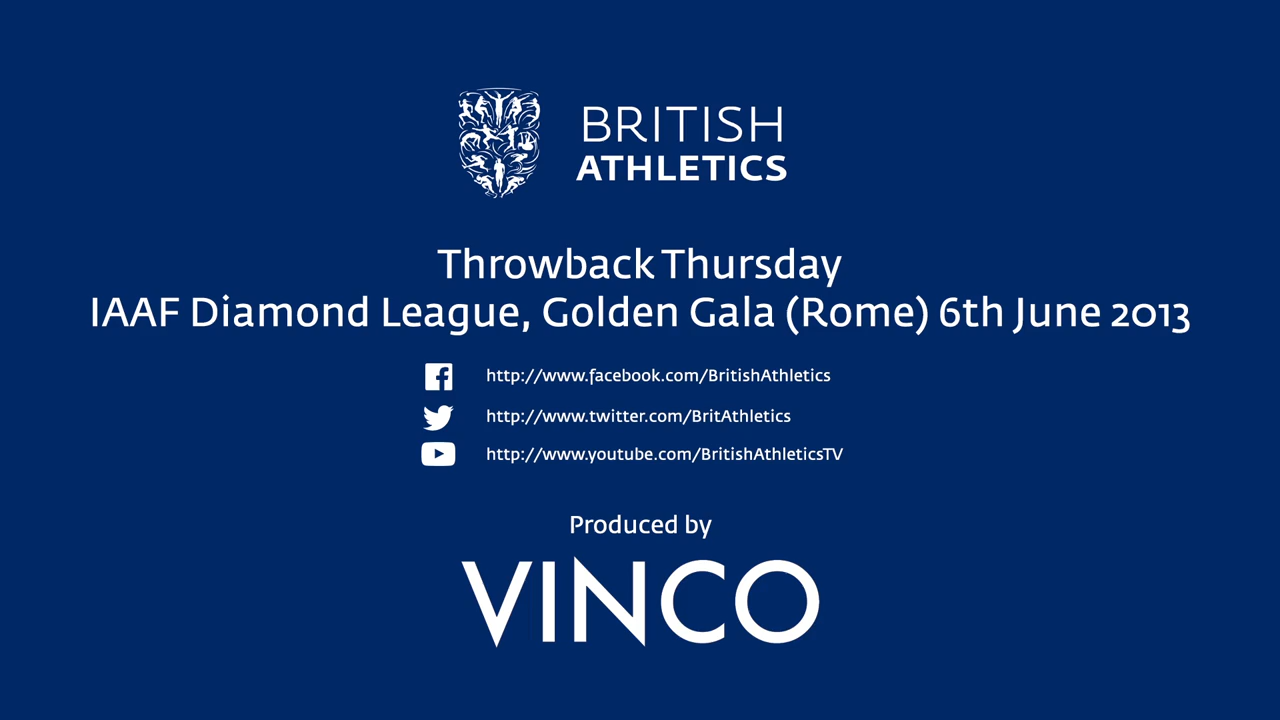 BRITISH
ATHLETICS
Throwback Thursday
IAAF Diamond League, Golden Gala (Rome) 6th June 2013
http://www.facebook.com/BritishAthletics
http://www.twitter.com/BritAthletics
http://www.youtube.com/BritishAthleticsTV
Produced by
VINCO